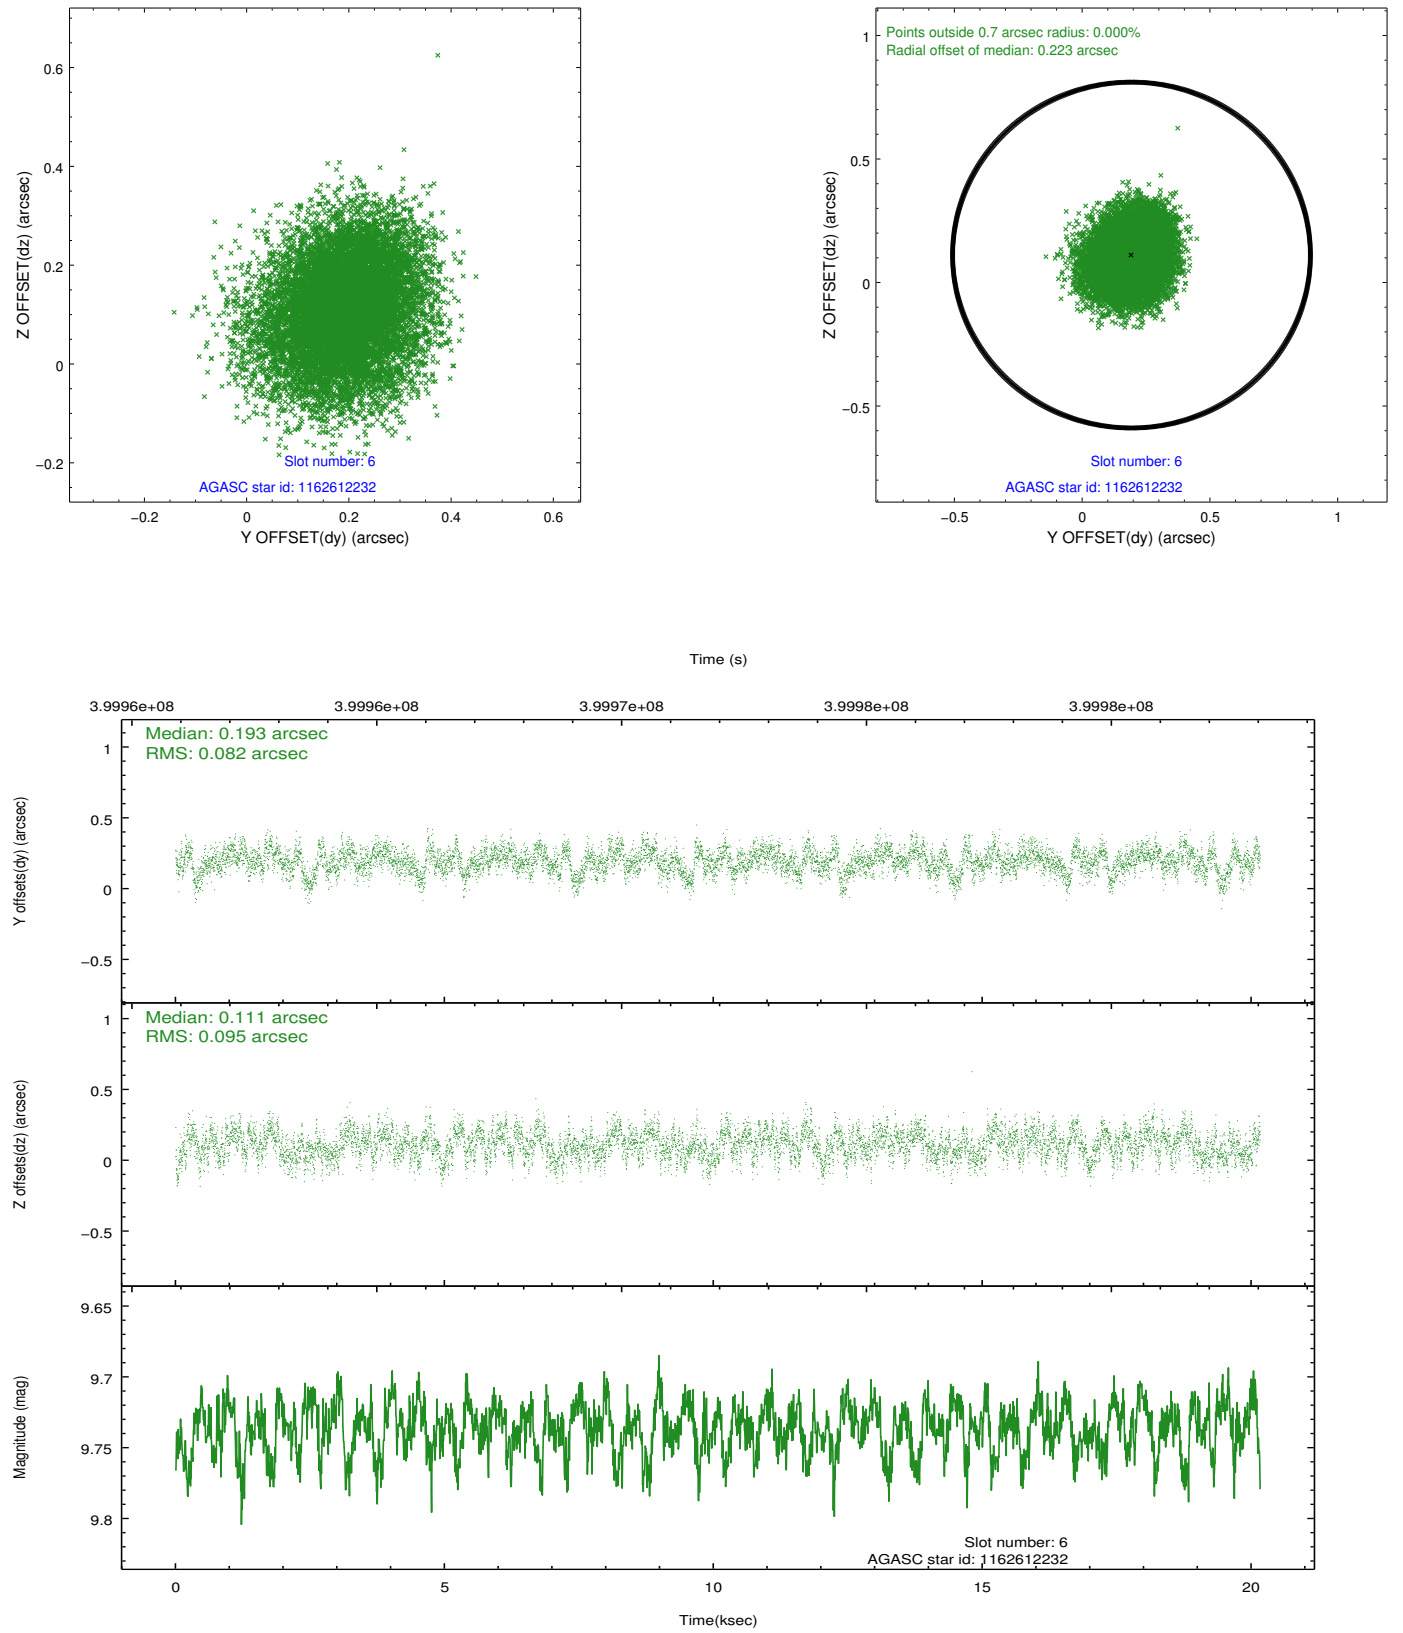 0.6
0.4
0.2
0
−0.2
Z OFFSET(dz) (arcsec)
Slot number: 6
AGASC star id: 1162612232
−0.2 0 0.2 0.4 0.6
Y OFFSET(dy) (arcsec)
Points outside 0.7 arcsec radius: 0.000%
Radial offset of median: 0.223 arcsec
1
0.5
0
−0.5
Z OFFSET(dz) (arcsec)
Slot number: 6
AGASC star id: 1162612232
−0.5 0 0.5 1
Y OFFSET(dy) (arcsec)
Time (s)
3.9996e+08 3.9996e+08 3.9997e+08 3.9998e+08 3.9998e+08
Median: 0.193 arcsec
RMS: 0.082 arcsec
1
0.5
0
−0.5
Y offsets(dy) (arcsec)
Median: 0.111 arcsec
RMS: 0.095 arcsec
1
0.5
0
−0.5
Z offsets(dz) (arcsec)
9.65
9.7
9.75
9.8
Magnitude (mag)
Slot number: 6
AGASC star id: 1162612232
0 5 10 15 20
Time(ksec)